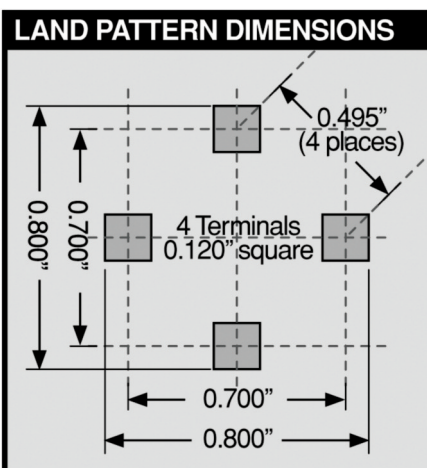 LAND PATTERN DIMENSIONS
0.495”
(4 places)
0.800”
0.700”
4 Terminals
0.120” square
0.700”
0.800”